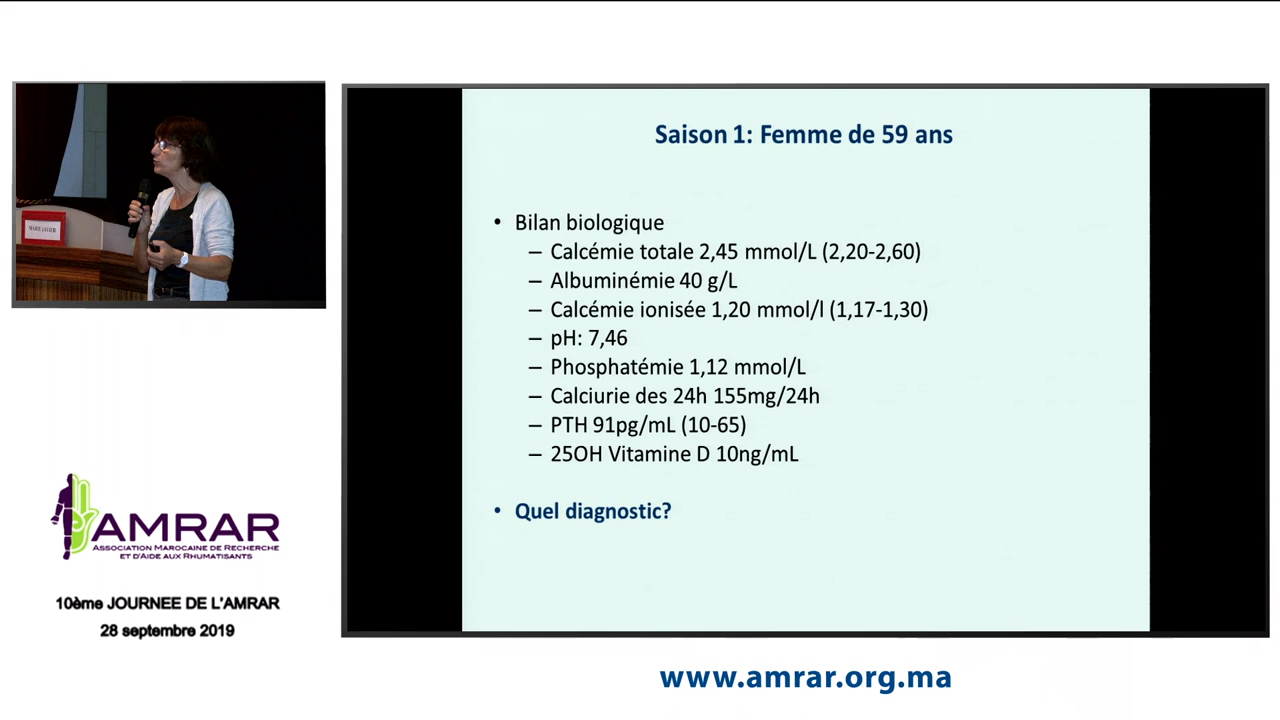 MARIE JAVIER
Saison 1: Femme de 59 ans
• Bilan biologique
– Calcémie totale 2,45 mmol/L (2,20-2,60)
– Albuminémie 40 g/L
– Calcémie ionisée 1,20 mmol/l (1,17-1,30)
– pH: 7,46
– Phosphatémie 1,12 mmol/L
– Calciurie des 24h 155mg/24h
– PTH 91pg/mL (10-65)
– 25OH Vitamine D 10ng/mL
• Quel diagnostic?
AMRAR
ASSOCIATION MAROCAINE DE RECHERCHE
ET D'AIDE AUX RHUMATISANTS
10ème JOURNEE DE L'AMRAR
28 septembre 2019
www.amrar.org.ma